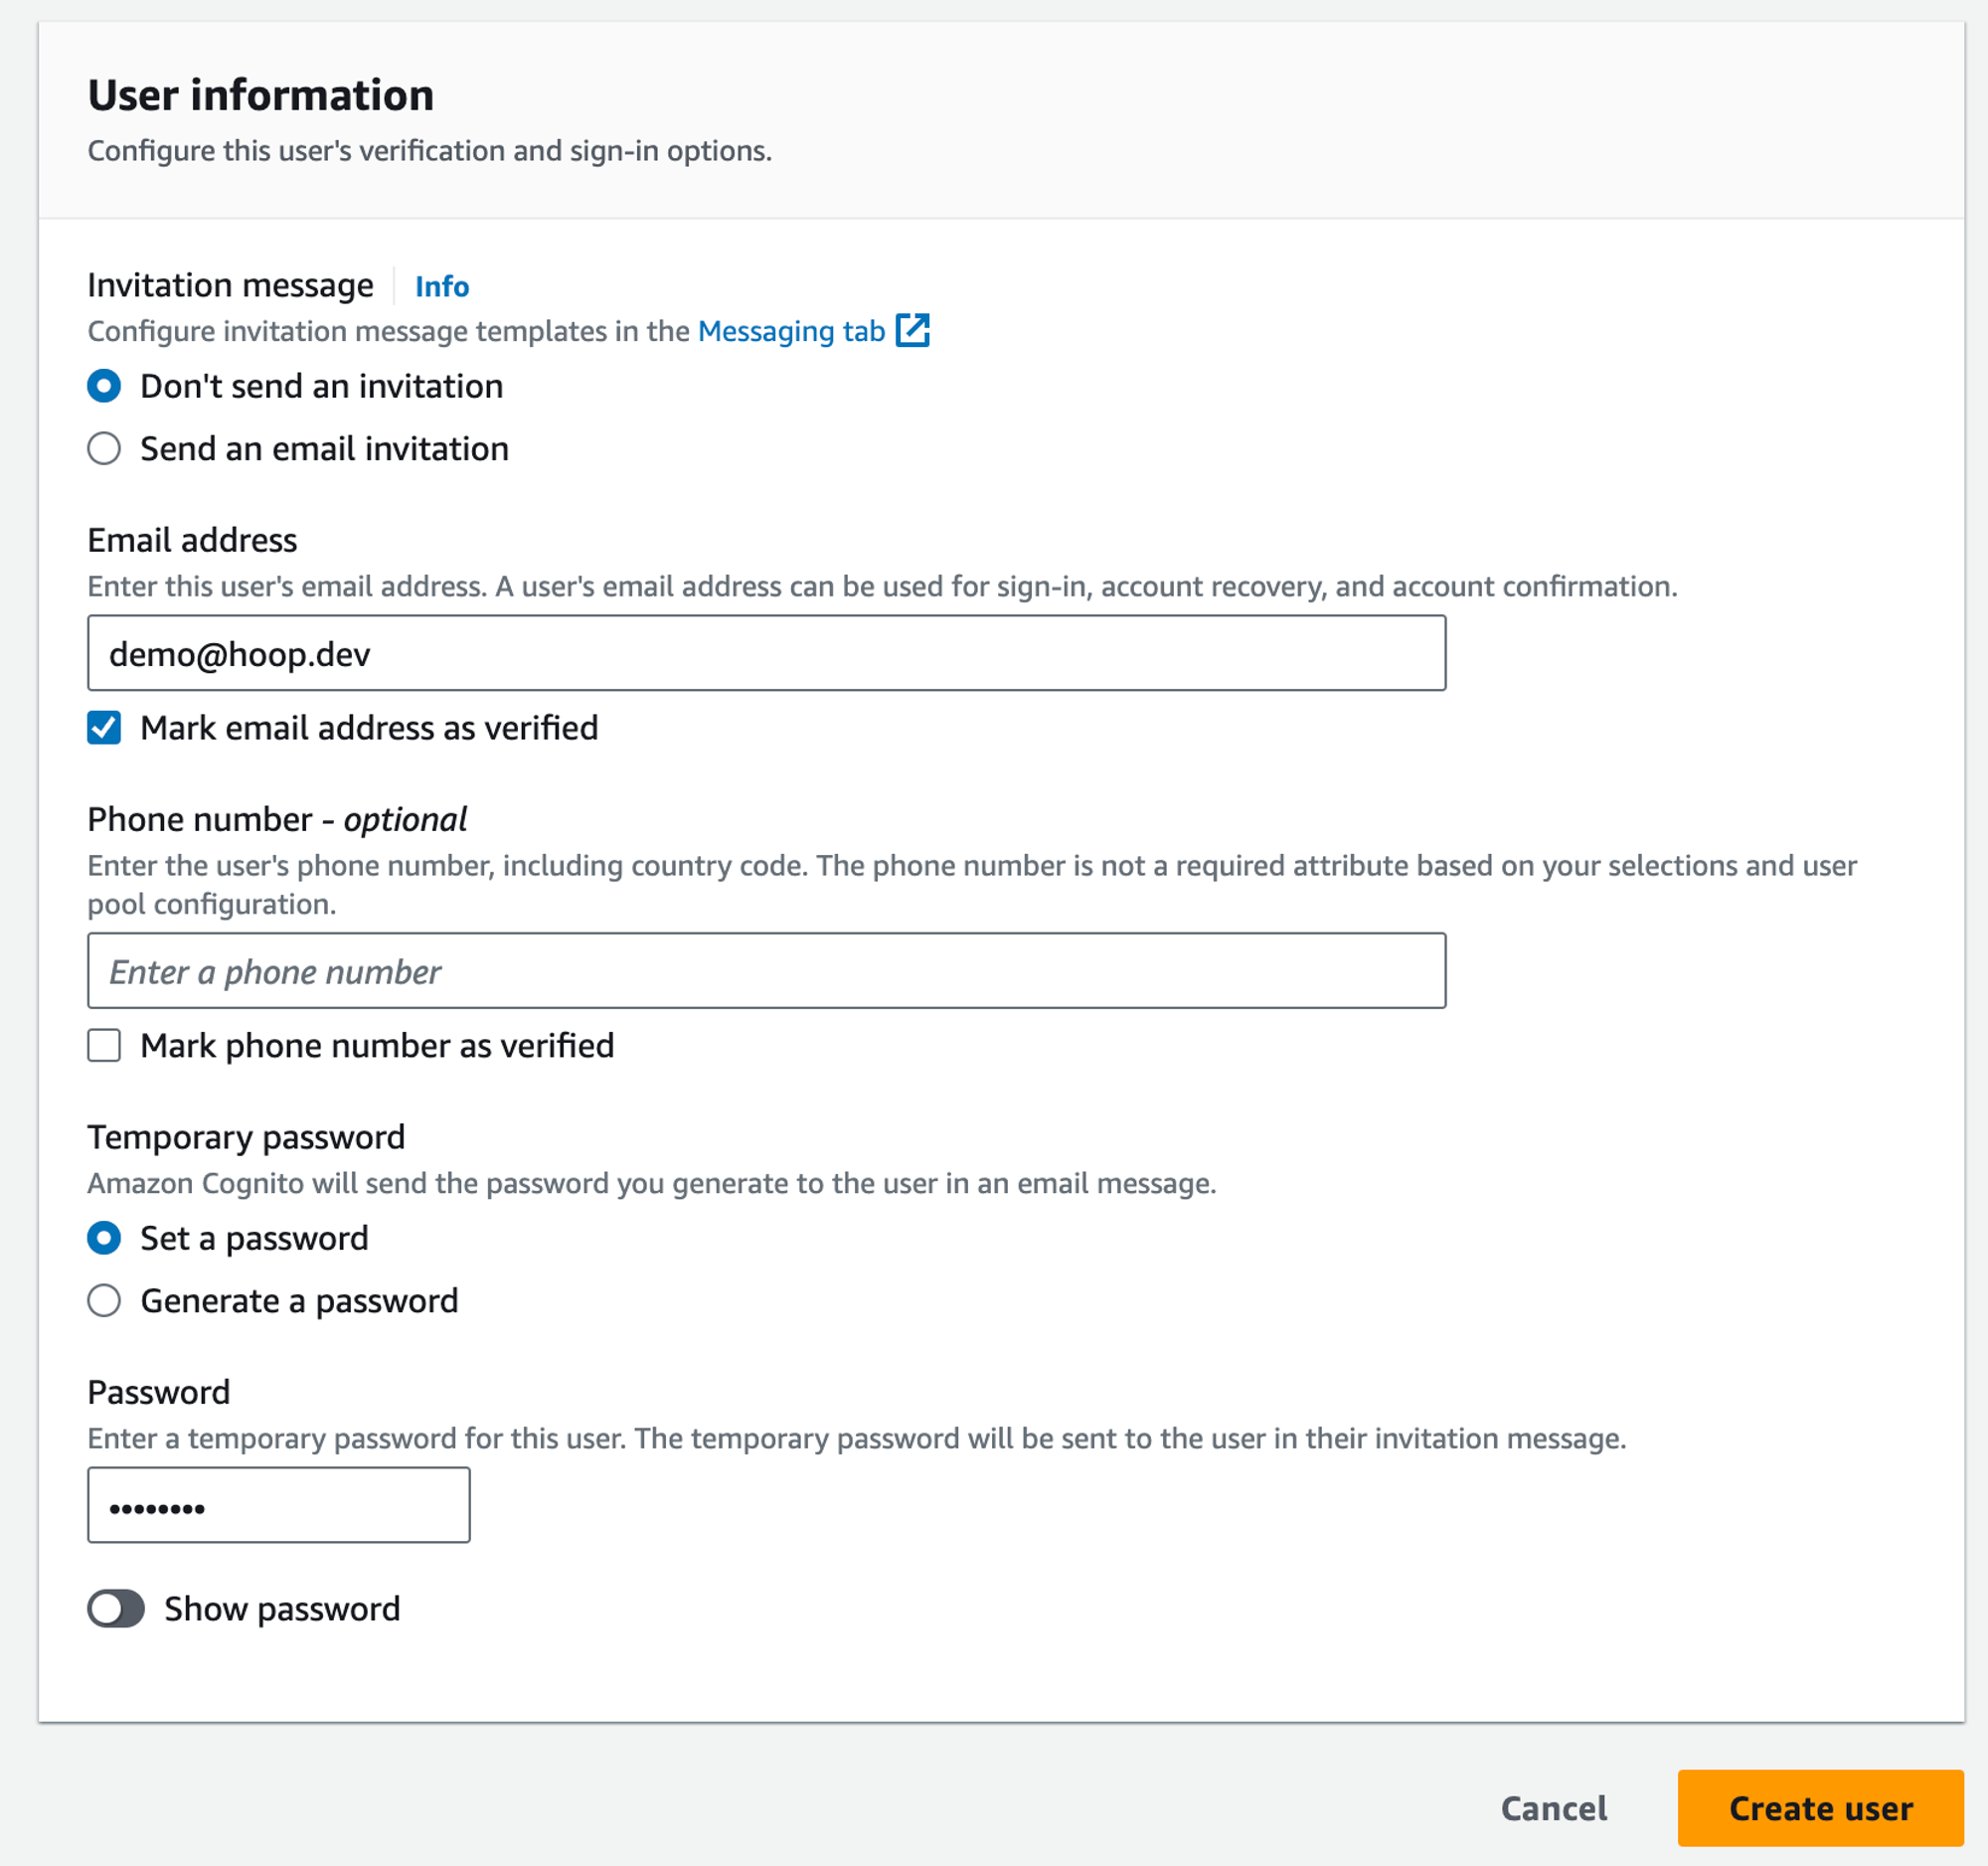 User information
Configure this user's verification and sign-in options.
Invitation message Info
Configure invitation message templates in the Messaging tab
Don't send an invitation
Send an email invitation
Email address
Enter this user's email address. A user's email address can be used for sign-in, account recovery, and account confirmation.
demo@hoop.dev
Mark email address as verified
Phone number - optional
Enter the user's phone number, including country code. The phone number is not a required attribute based on your selections and user
pool configuration.
Enter a phone number
Mark phone number as verified
Temporary password
Amazon Cognito will send the password you generate to the user in an email message.
Set a password
Generate a password
Password
Enter a temporary password for this user. The temporary password will be sent to the user in their invitation message.
••••••••
Show password
Cancel Create user